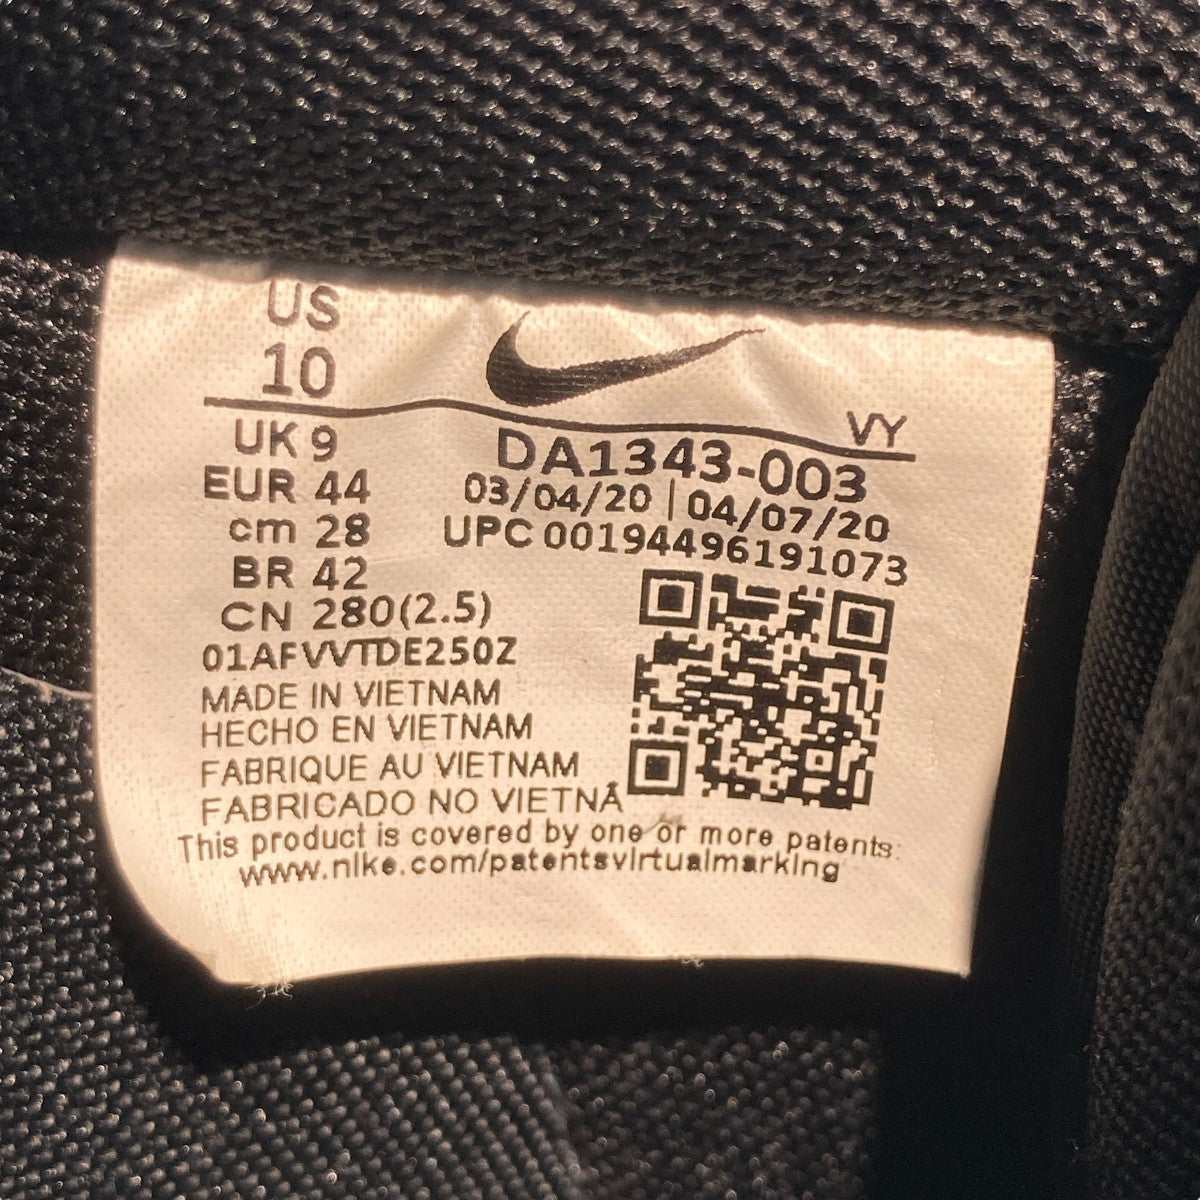 US
10
VY
UK 9
DA1343-003
EUR 44
03/04/20 | 04/07/20
cm 28
UPC 00194496191073
BR 42
CN 280(2.5)
01AFVVTDE250Z
MADE IN VIETNAM
HECHO EN VIETNAM
FABRIQUE AU VIETNAM
FABRICADO NO VIETNÃ
This product is covered by one or more patents:
www.nike.com/patentsvirtualmarking